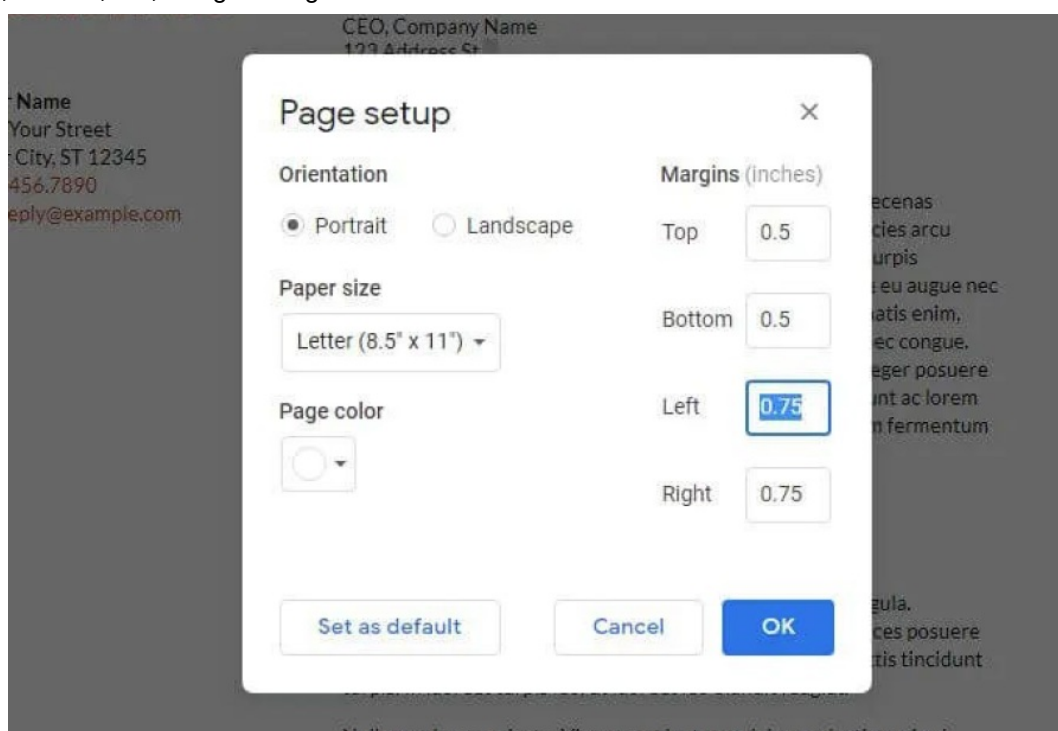 CEO, Company Name
123 Address St
Name
Your Street
City, ST 12345
456.7890
eply@example.com
Page setup
Orientation
Portrait
Landscape
Paper size
Letter (8.5" x 11")
Page color
Margins (inches)
Top 0.5
Bottom 0.5
Left 0.75
Right 0.75
Set as default
Cancel
OK
ecenas
cies arcu
urpis
eu augue nec
atis enim,
ec congue.
eger posuere
unt ac lorem
fermentum
gula.
ces posuere
tis tincidunt